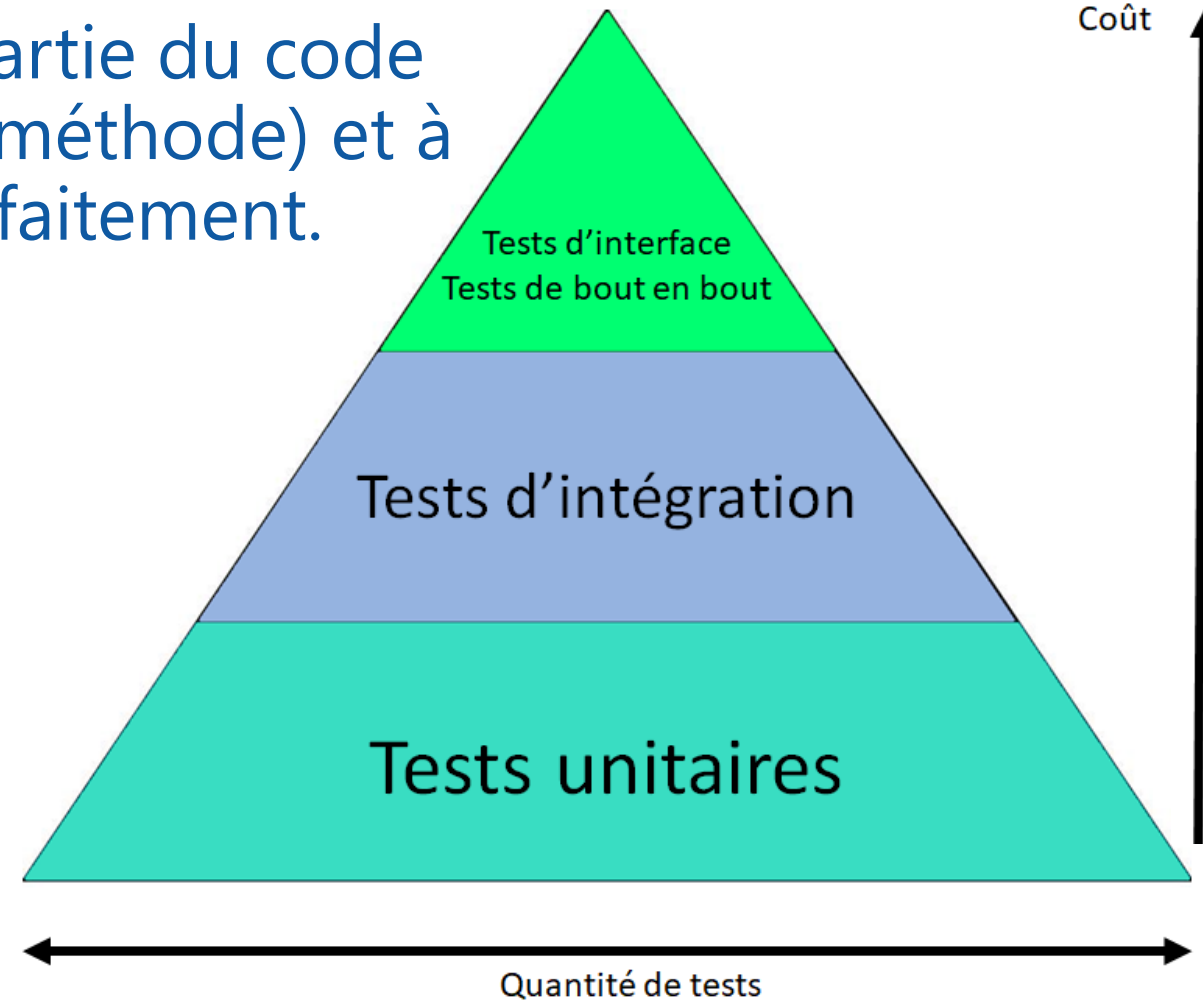 artie du code
méthode) et à
faitement.
Coût
Tests d’interface
Tests de bout en bout
Tests d’intégration
Tests unitaires
Quantité de tests